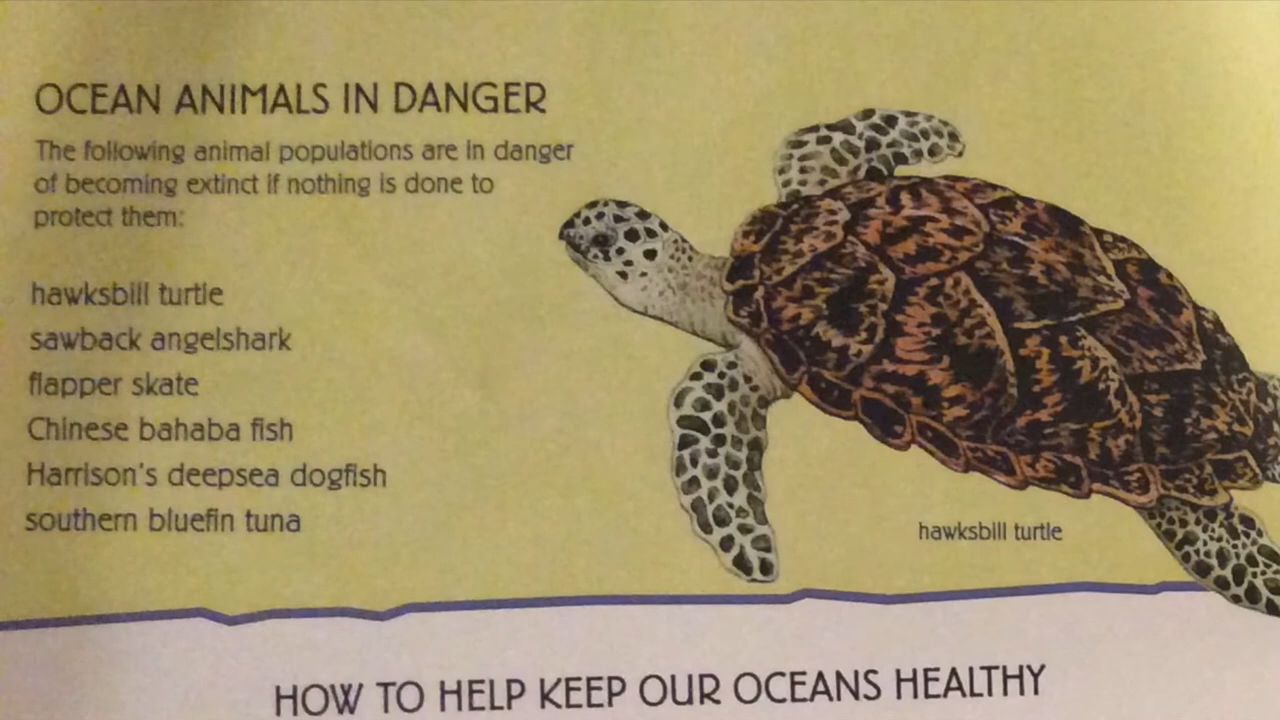 OCEAN ANIMALS IN DANGER
The following animal populations are in danger
of becoming extinct if nothing is done to
protect them:
hawksbill turtle
sawback angelshark
flapper skate
Chinese bahaba fish
Harrison's deepsea dogfish
southern bluefin tuna
hawksbill turtle
HOW TO HELP KEEP OUR OCEANS HEALTHY